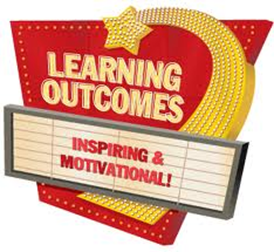 LEARNING
OUTCOMES
INSPIRING &
MOTIVATIONAL!